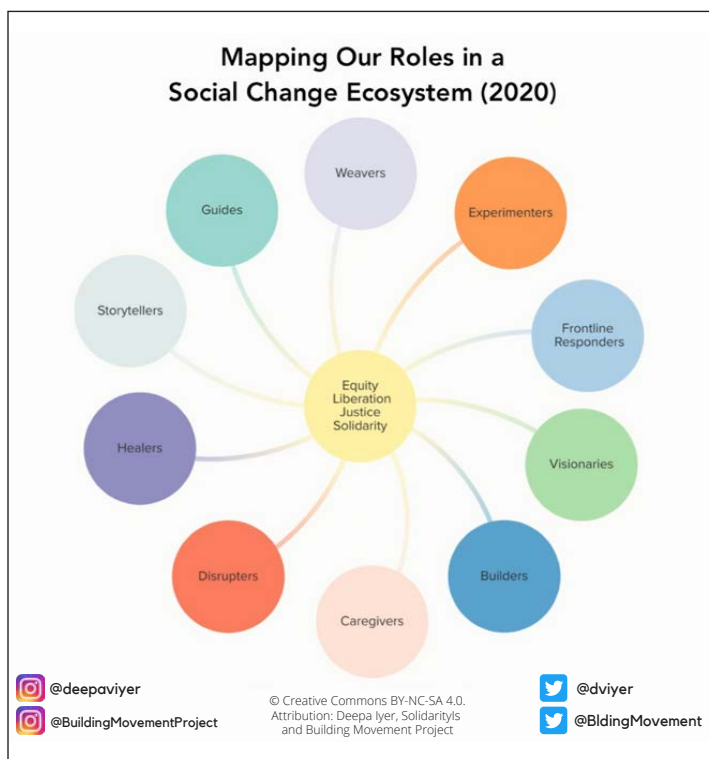 Mapping Our Roles in a
Social Change Ecosystem (2020)
Weavers
Experimenters
Guides
Frontline
Responders
Storytellers
Equity
Liberation
Justice
Solidarity
Visionaries
Healers
Builders
Disrupters
Caregivers
@deepaviyer
@BuildingMovementProject
© Creative Commons BY-NC-SA 4.0.
Attribution: Deepa Iyer, SolidarityIs
and Building Movement Project
@dviyer
@BldingMovement